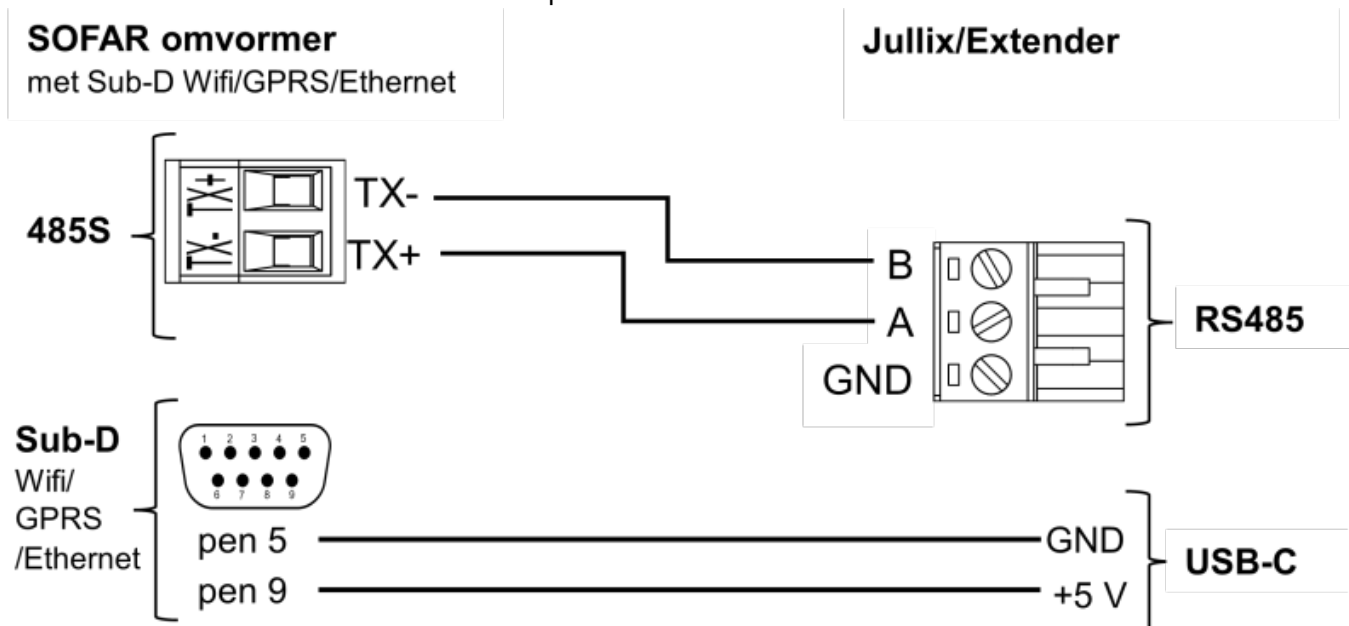 SOFAR omvormer
met Sub-D Wifi/GPRS/Ethernet
Jullix/Extender
485S
TX+
TX-
TX-
TX+
B
A
GND
RS485
Sub-D
Wifi/
GPRS
/Ethernet
1 2 3 4 5
6 7 8 9
pen 5
pen 9
GND
+5 V
USB-C